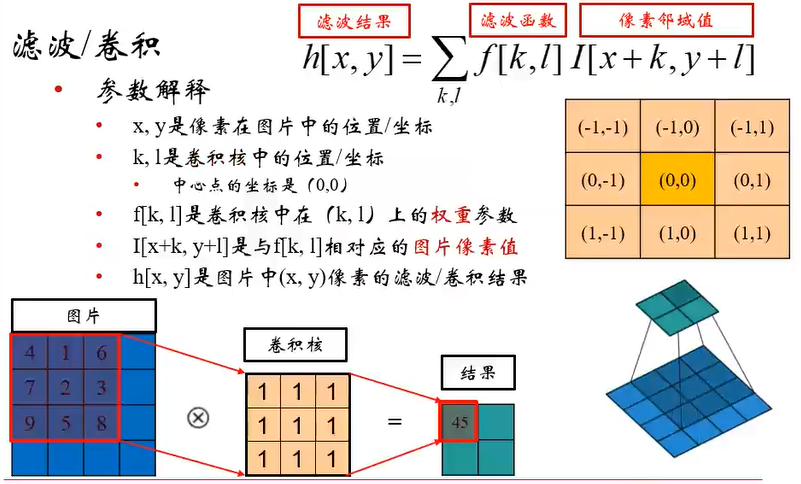 滤波/卷积
滤波结果 滤波函数 像素邻域值
h[x, y] = ∑ f[k, l] I[x + k, y + l]
k,l
• 参数解释
• x, y是像素在图片中的位置/坐标
• k, l是卷积核中的位置/坐标
• 中心点的坐标是（0,0）
• f[k, l]是卷积核中在（k, l）上的权重参数
• I[x+k, y+l]是与f[k, l]相对应的图片像素值
• h[x, y]是图片中(x, y)像素的滤波/卷积结果
(-1,-1) (-1,0) (-1,1)
(0,-1) (0,0) (0,1)
(1,-1) (1,0) (1,1)
图片
4 1 6
7 2 3
9 5 8
⊗
卷积核
1 1 1
1 1 1
1 1 1
=
结果
45